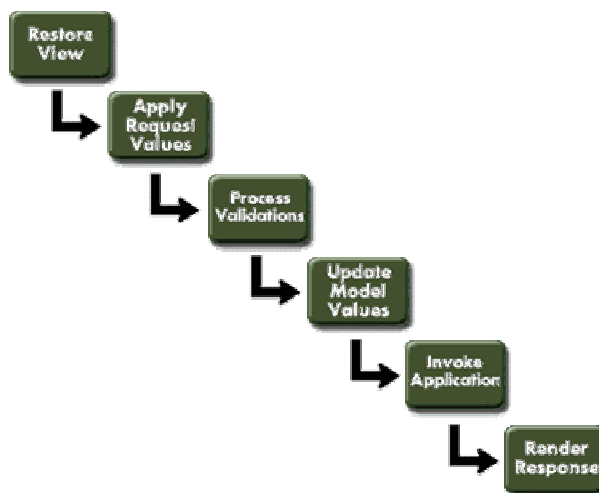 Restore
View
Apply
Request
Values
Process
Validations
Update
Model
Values
Invoke
Application
Render
Response